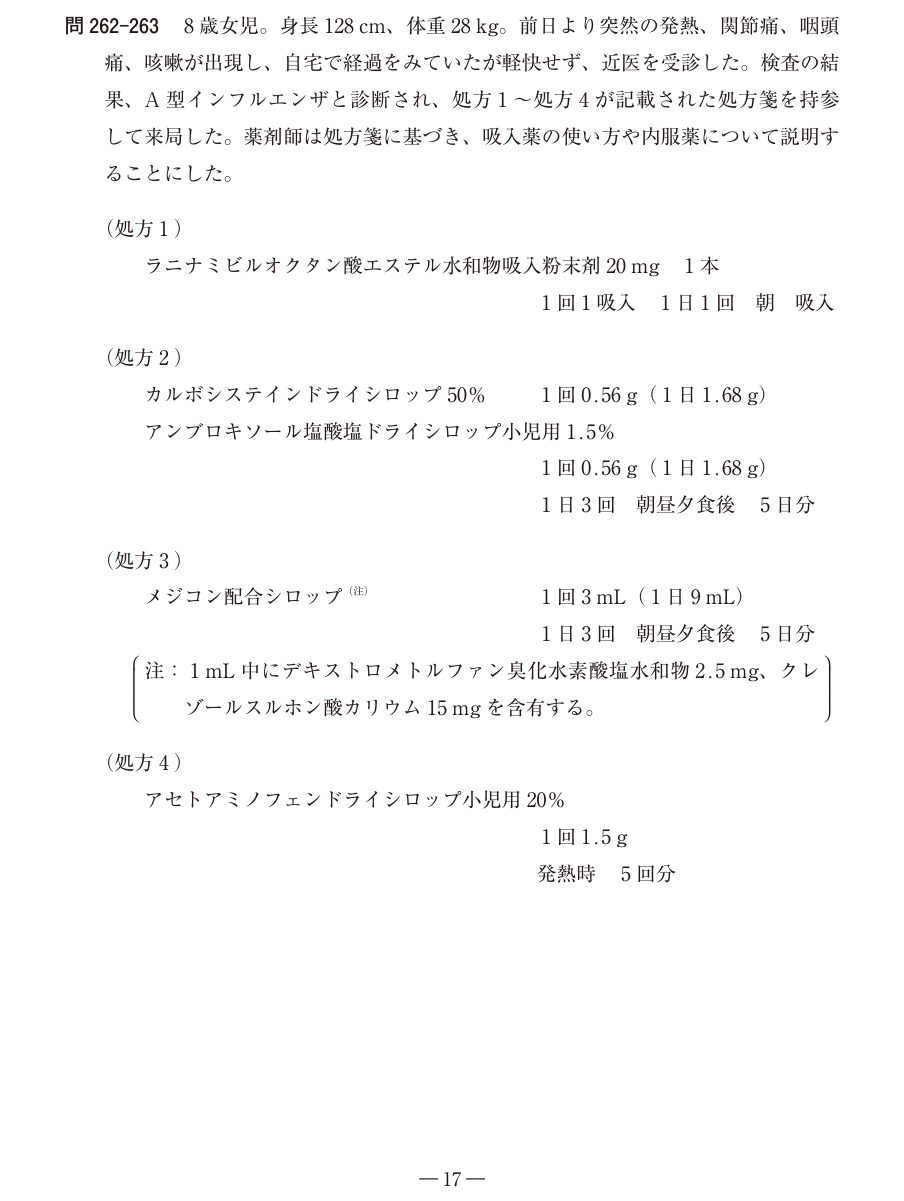 問 262−263　8 歳女児。身長 128 cm、体重 28 kg。前日より突然の発熱、関節痛、咽頭
痛、咳嗽が出現し、自宅で経過をみていたが軽快せず、近医を受診した。検査の結
果、A 型インフルエンザと診断され、処方 1 ～処方 4 が記載された処方箋を持参
して来局した。薬剤師は処方箋に基づき、吸入薬の使い方や内服薬について説明す
ることにした。
（処方 1 ）
ラニナミビルオクタン酸エステル水和物吸入粉末剤 20 mg　1 本
1 回 1 吸入　1 日 1 回　朝　吸入
（処方 2 ）
カルボシステインドライシロップ 50%　1 回 0.56 g（ 1 日 1.68 g）
アンブロキソール塩酸塩ドライシロップ小児用 1.5%
1 回 0.56 g（ 1 日 1.68 g）
1 日 3 回　朝昼夕食後　5 日分
（処方 3 ）
メジコン配合シロップ（注）　1 回 3 mL（ 1 日 9 mL）
1 日 3 回　朝昼夕食後　5 日分
注： 1 mL 中にデキストロメトルファン臭化水素酸塩水和物 2.5 mg、クレ
ゾールスルホン酸カリウム 15 mg を含有する。
（処方 4 ）
アセトアミノフェンドライシロップ小児用 20%
1 回 1.5 g
発熱時　5 回分
— 17 —